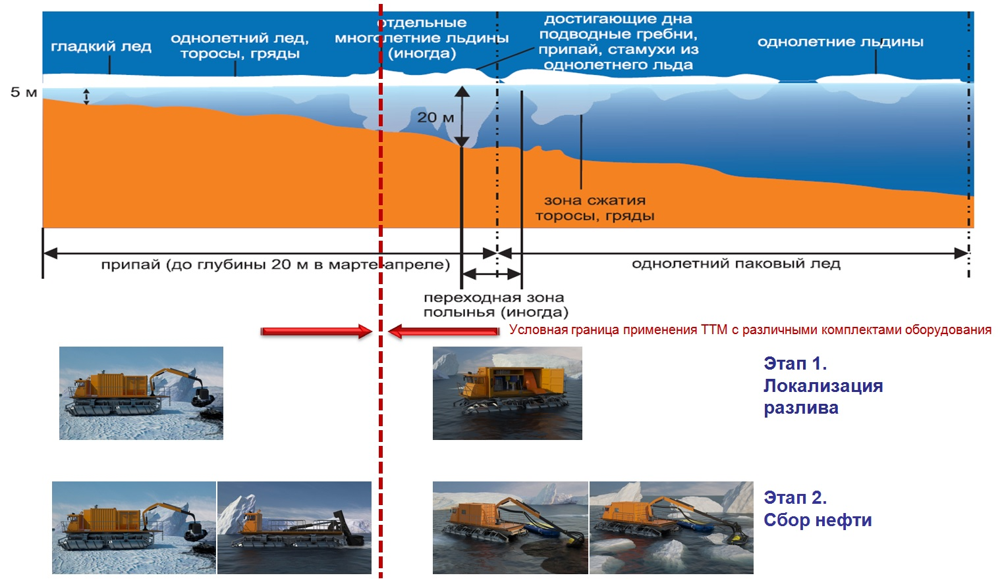 гладкий лед
однолетний лед,
торосы, гряды
отдельные
многолетние льдины
(иногда)
достигающие дна
подводные гребни,
припай, стамухи из
однолетнего льда
однолетние льдины
5 м
20 м
зона сжатия
торосы, гряды
припай (до глубины 20 м в марте-апреле)
однолетний паковый лед
переходная зона
полынья (иногда)
Условная граница применения ТТМ с различными комплектами оборудования
Этап 1.
Локализация
разлива
Этап 2.
Сбор нефти